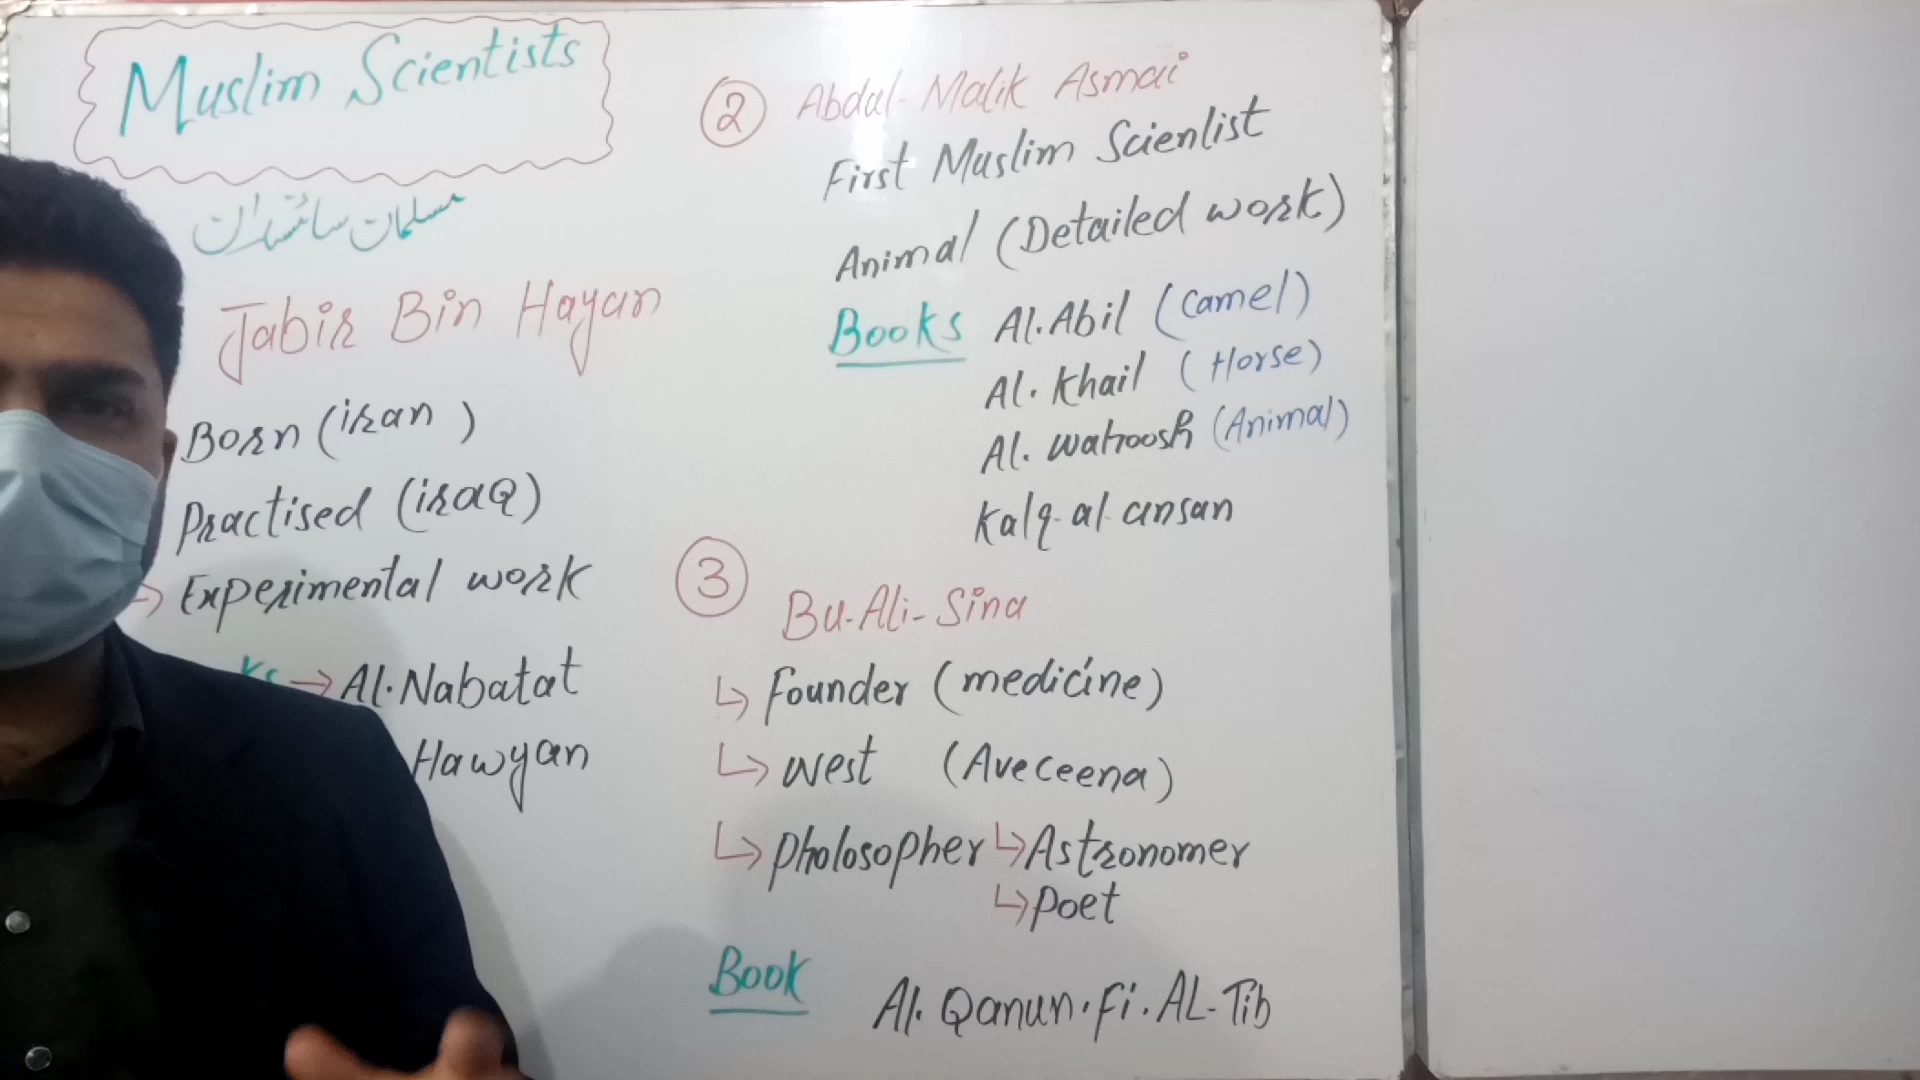 Muslim Scientists
مسلمان سائنسدان
Jabir Bin Hayan
Born (iran)
Practised (iraq)
Experimental work
→ Al.Nabatat
Hawyan
② Abdul-Malik Asmai
First Muslim Scienlist
Animal (Detailed work)
Books Al.Abil (Camel)
Al.Khail (Horse)
Al.wahoosh (Animal)
Kalq-al-ansan
③ Bu-Ali-Sina
↳ Founder (medicine)
↳ west (Aveceena)
↳ pholosopher ↳ Astronomer
↳ poet
Book Al.Qanun.Fi.AL-Tib